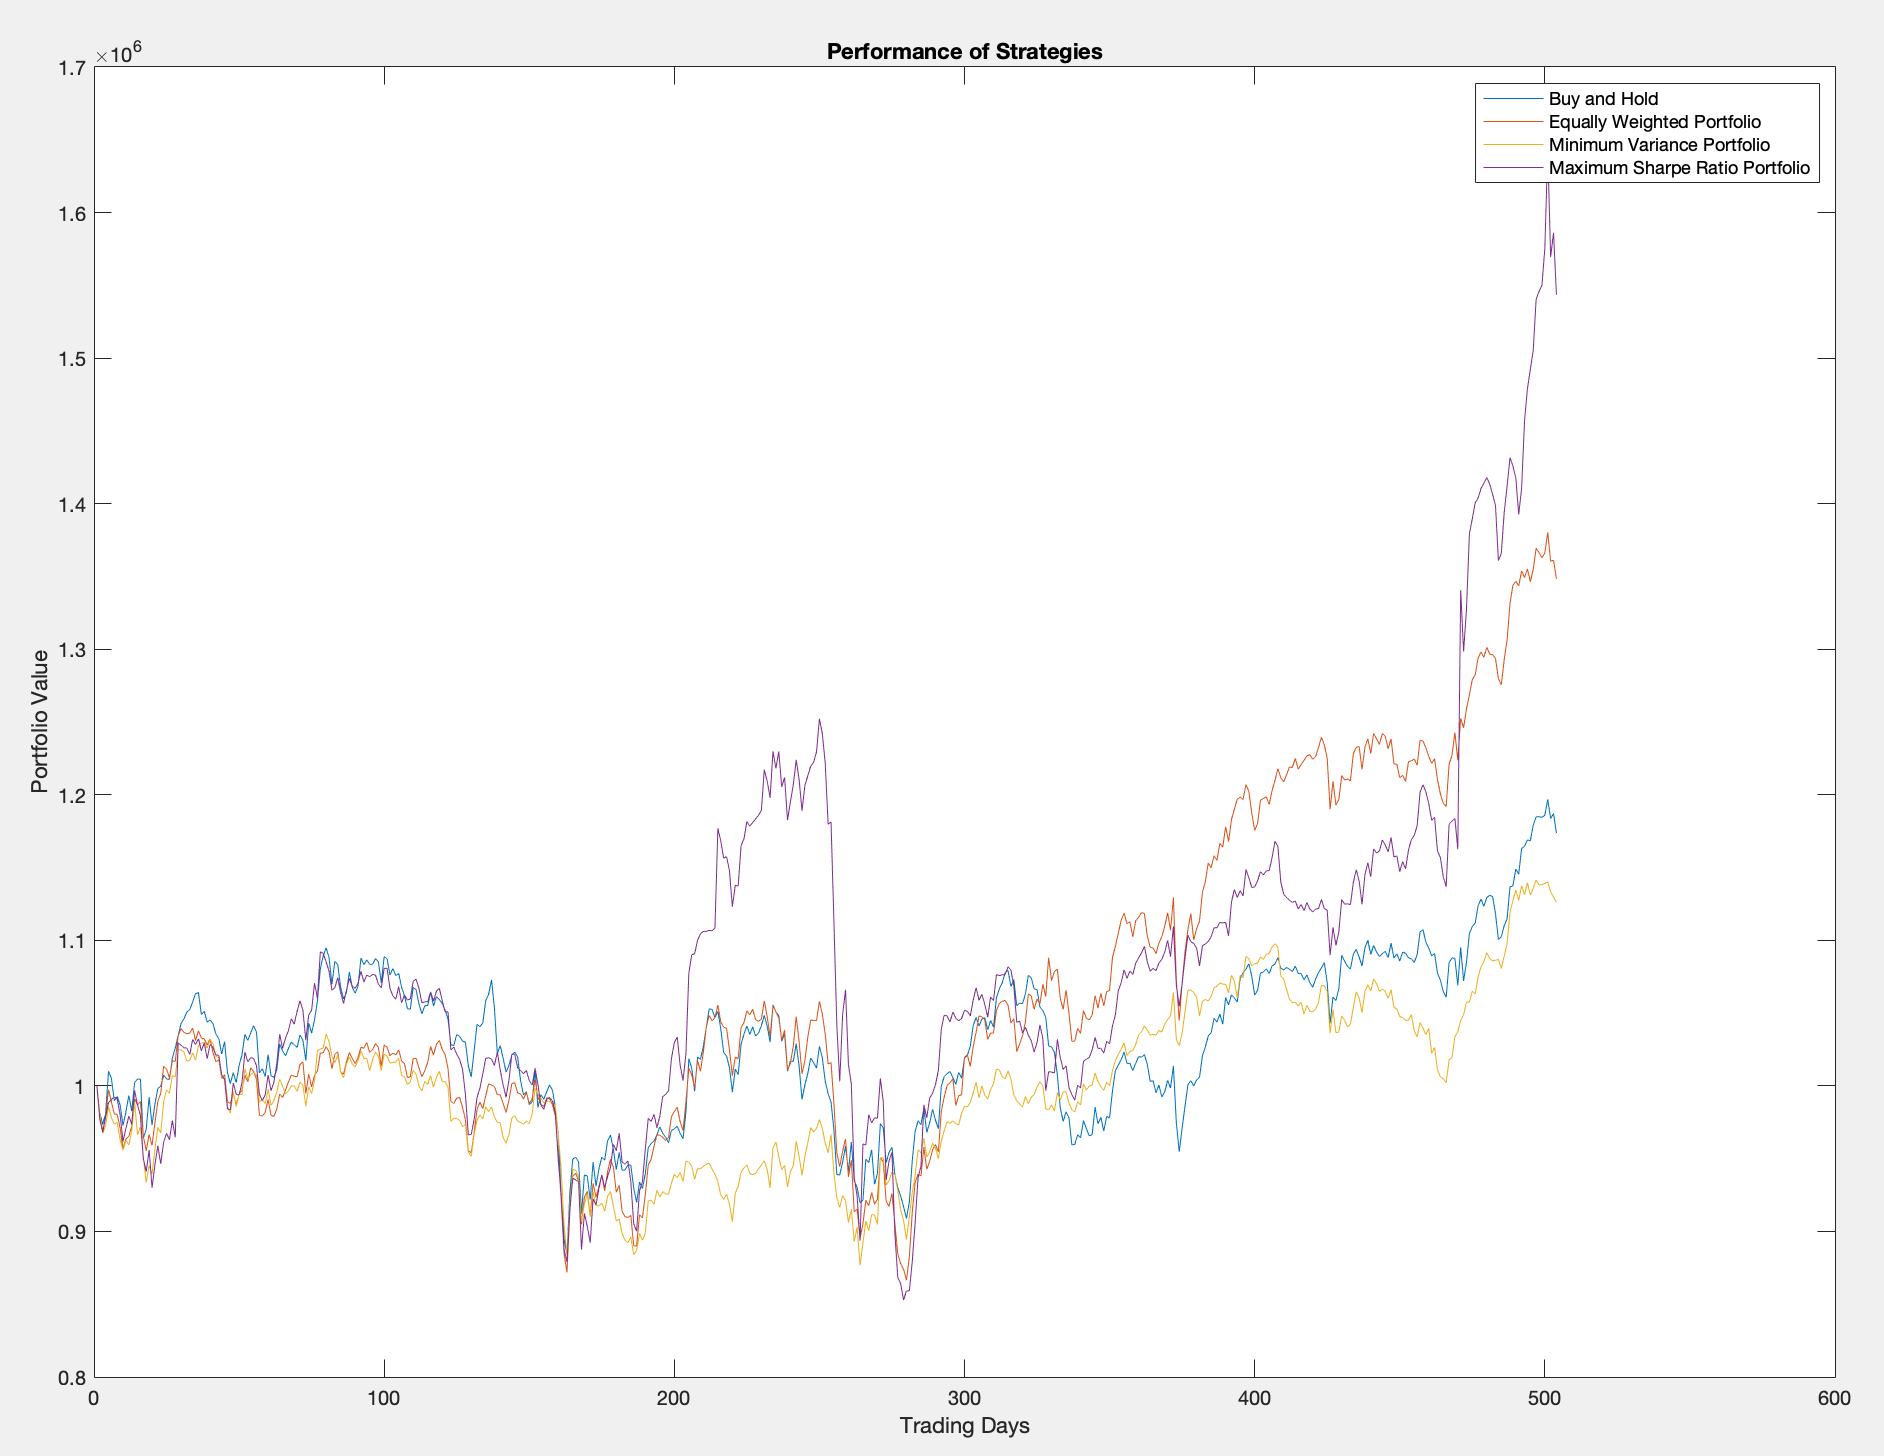 Performance of Strategies
×10^6
1.7
1.6
1.5
1.4
1.3
1.2
1.1
1
0.9
0.8
Portfolio Value
Buy and Hold
Equally Weighted Portfolio
Minimum Variance Portfolio
Maximum Sharpe Ratio Portfolio
0 100 200 300 400 500 600
Trading Days